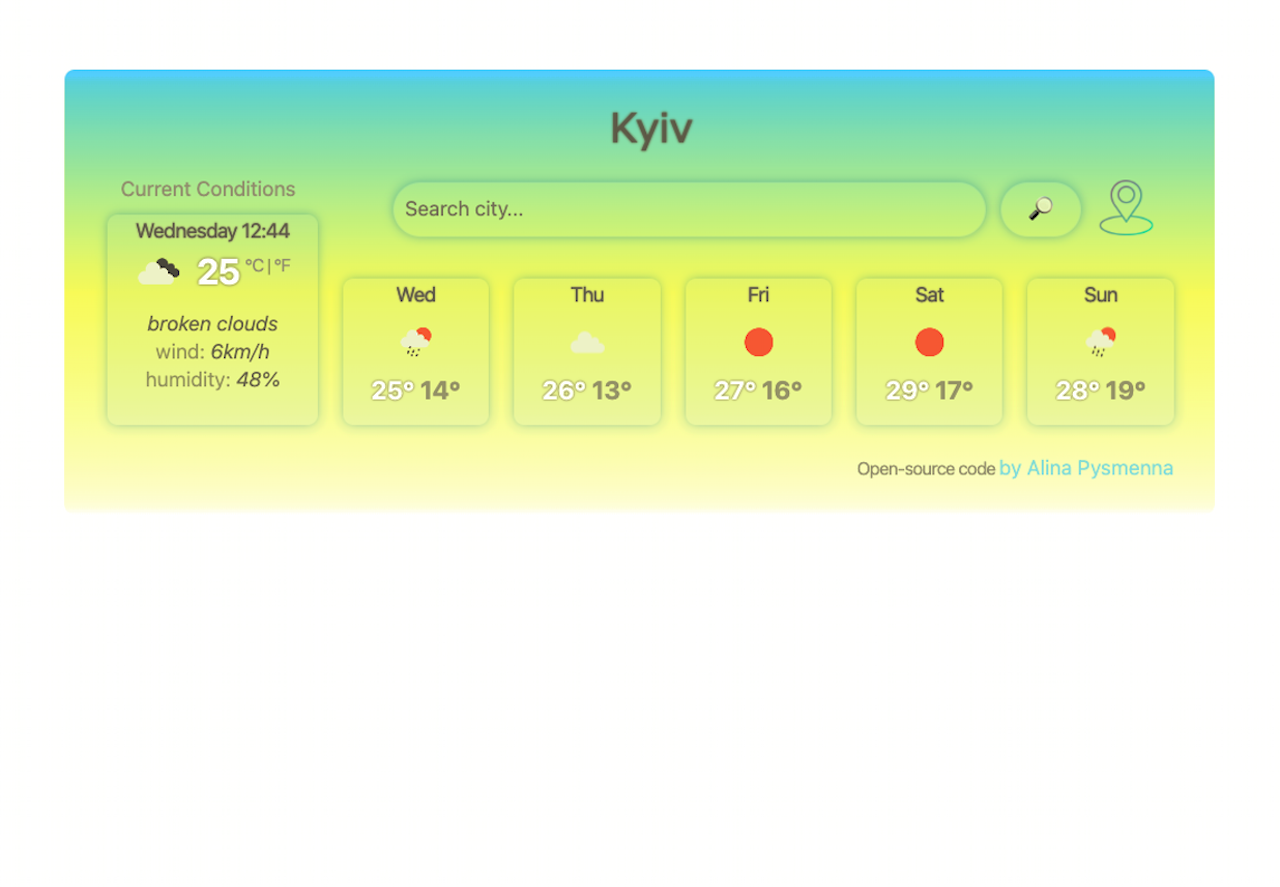 Kyiv
Current Conditions
Search city...
Wednesday 12:44
25 °C | °F
broken clouds
wind: 6km/h
humidity: 48%
Wed
25° 14°
Thu
26° 13°
Fri
27° 16°
Sat
29° 17°
Sun
28° 19°
Open-source code by Alina Pysmenna